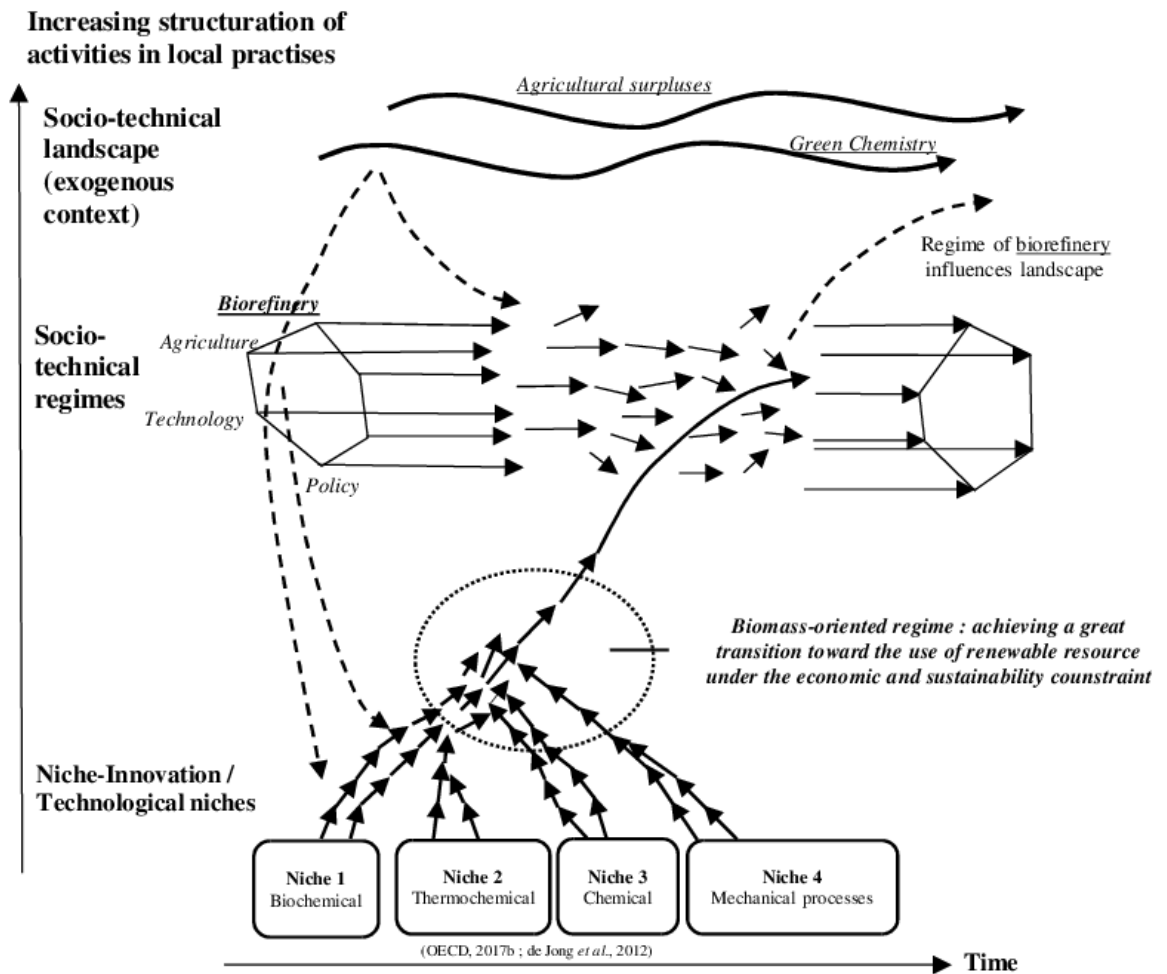 Increasing structuration of
activities in local practises
Agricultural surpluses
Socio-technical
landscape
(exogenous
context)
Green Chemistry
Regime of biorefinery
influences landscape
Biorefinery
Socio-
technical
regimes
Agriculture
Technology
Policy
Biomass-oriented regime : achieving a great
transition toward the use of renewable resource
under the economic and sustainability counstraint
Niche-Innovation /
Technological niches
Niche 1
Biochemical
Niche 2
Thermochemical
Niche 3
Chemical
Niche 4
Mechanical processes
(OECD, 2017b ; de Jong et al., 2012)
Time